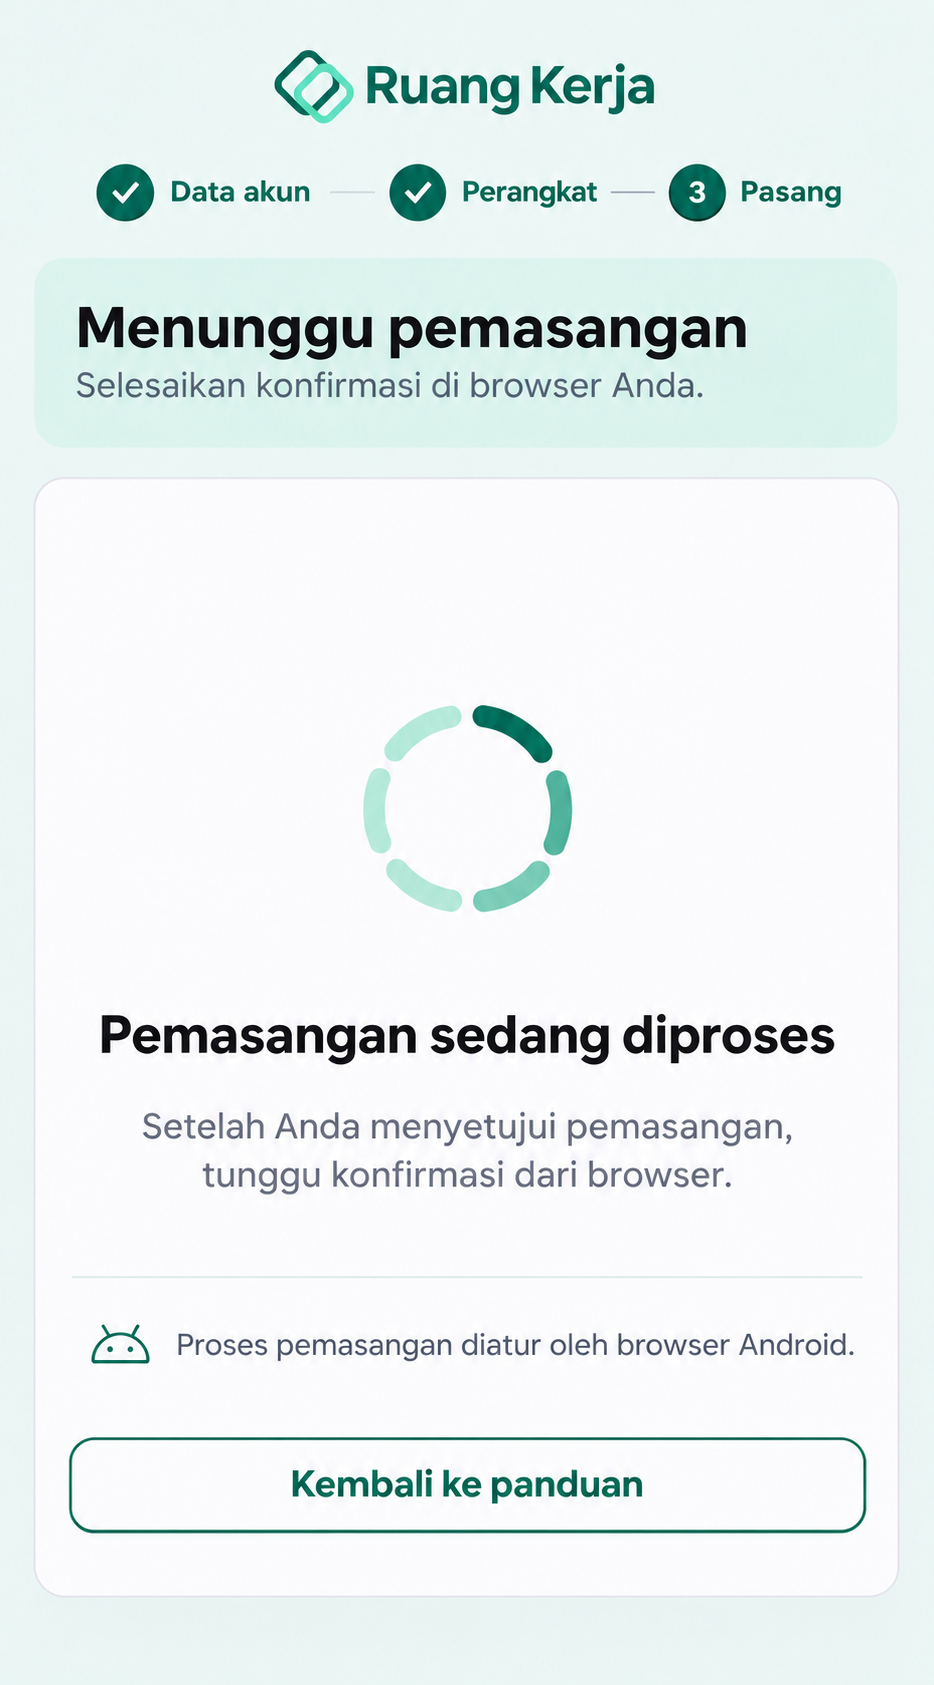 Ruang Kerja
Data akun
Perangkat
3 Pasang
Menunggu pemasangan
Selesaikan konfirmasi di browser Anda.
Pemasangan sedang diproses
Setelah Anda menyetujui pemasangan,
tunggu konfirmasi dari browser.
Proses pemasangan diatur oleh browser Android.
Kembali ke panduan